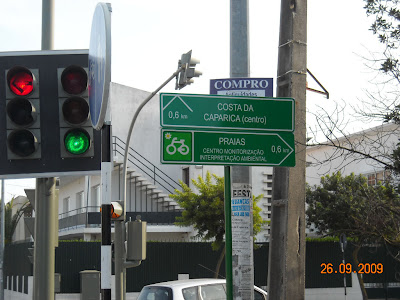 COMPRO
Antiguidades
COSTA DA
CAPARICA (centro)
0,6 km
PRAIAS
CENTRO MONITORIZAÇÃO
INTERPRETAÇÃO AMBIENTAL
0,6 km
26.09.2009